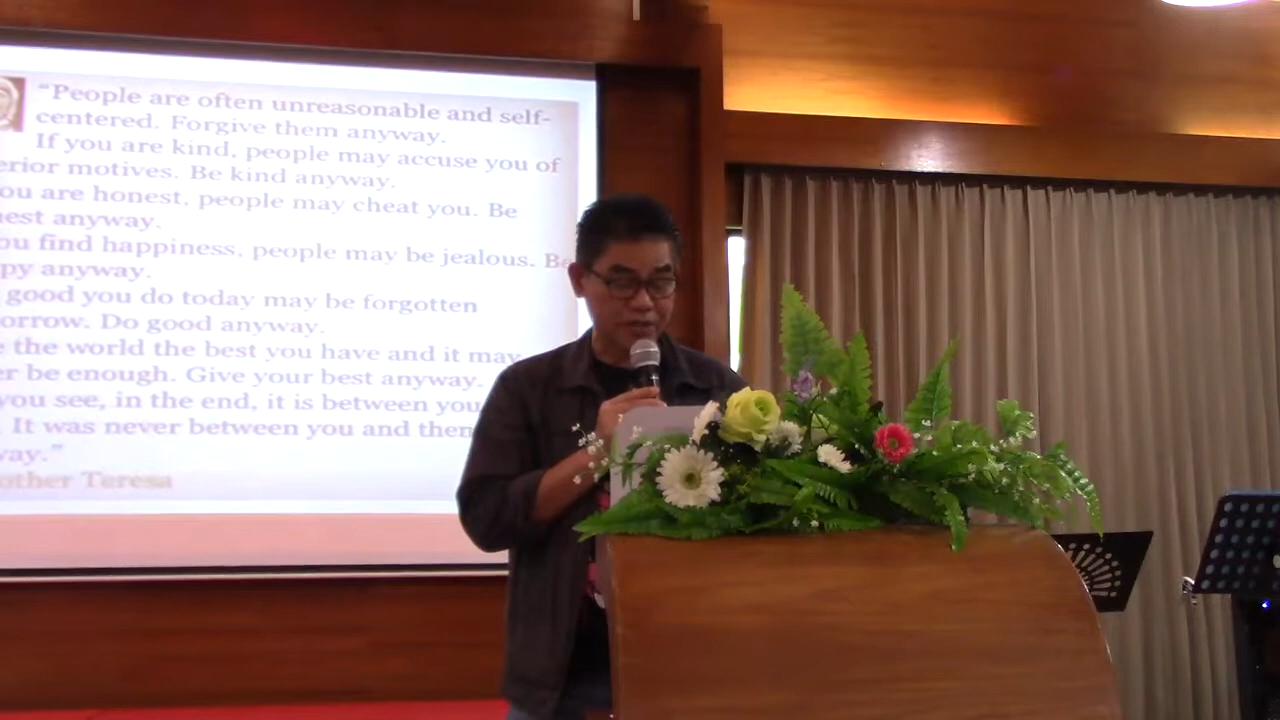 "People are often unreasonable and self-
centered. Forgive them anyway.
If you are kind, people may accuse you of
erior motives. Be kind anyway.
ou are honest, people may cheat you. Be
est anyway.
ou find happiness, people may be jealous. Be
py anyway.
good you do today may be forgotten
orrow. Do good anyway.
e the world the best you have and it may
er be enough. Give your best anyway.
you see, in the end, it is between you
. It was never between you and them
way."
other Teresa